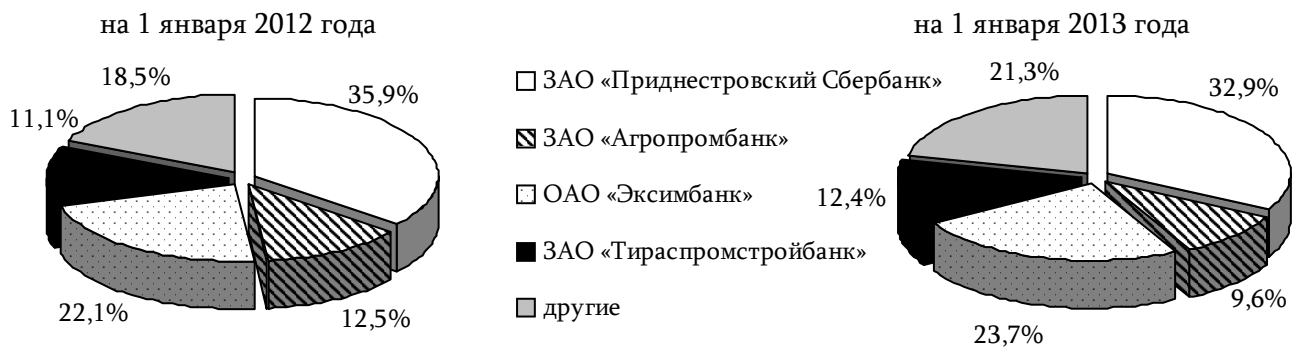 на 1 января 2012 года
18,5%
35,9%
11,1%
22,1%
12,5%
ЗАО «Приднестровский Сбербанк»
ЗАО «Агропромбанк»
ОАО «Эксимбанк»
ЗАО «Тираспромстройбанк»
другие
на 1 января 2013 года
21,3%
32,9%
12,4%
9,6%
23,7%